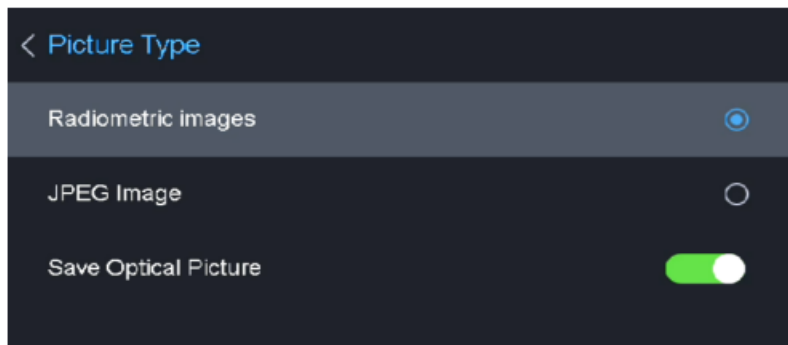 Picture Type
Radiometric images
JPEG Image
Save Optical Picture